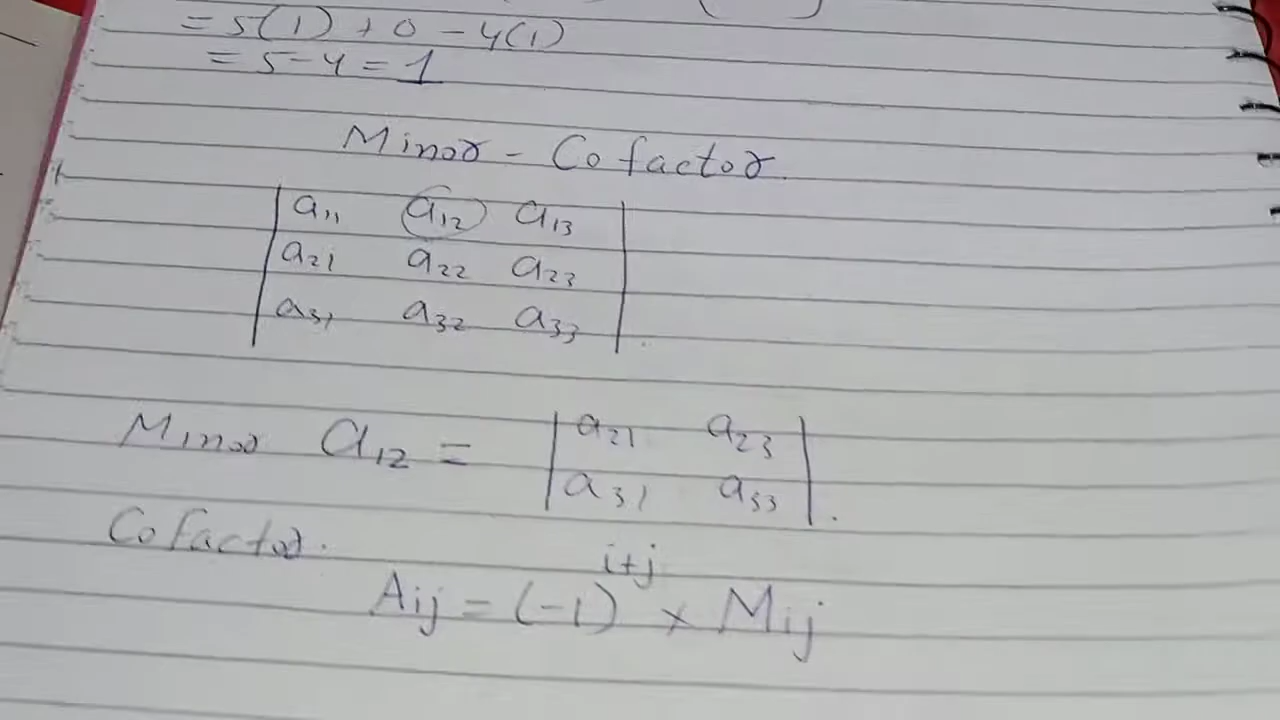 = 5(1) + 0 - 4(1)
= 5 - 4 = 1
Minor - Cofactor.
a11 a12 a13
a21 a22 a23
a31 a32 a33
Minor a12 = | a21 a23 |
| a31 a33 |.
Cofactor.
Aij = (-1)^{i+j} × Mij